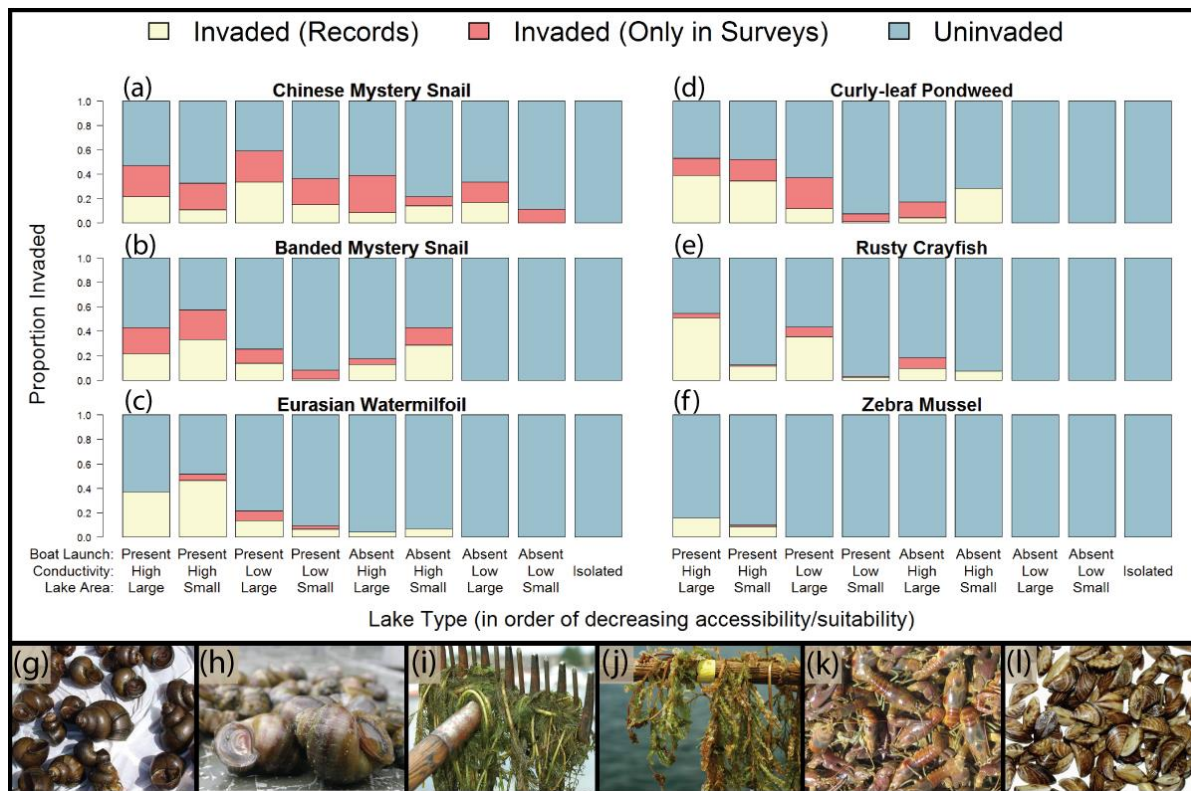 Invaded (Records) Invaded (Only in Surveys) Uninvaded
(a) Chinese Mystery Snail
1.0
0.8
0.6
0.4
0.2
0.0
(b) Banded Mystery Snail
1.0
0.8
0.6
0.4
0.2
0.0
(c) Eurasian Watermilfoil
1.0
0.8
0.6
0.4
0.2
0.0
Proportion Invaded
(d) Curly-leaf Pondweed
(e) Rusty Crayfish
(f) Zebra Mussel
Boat Launch: Present Present Present Present Absent Absent Absent Absent
Conductivity: High High Low Low High High Low Low Isolated
Lake Area: Large Small Large Small Large Small Large Small
Present Present Present Present Absent Absent Absent Absent
High High Low Low High High Low Low Isolated
Large Small Large Small Large Small Large Small
Lake Type (in order of decreasing accessibility/suitability)
(g) (h) (i) (j) (k) (l)